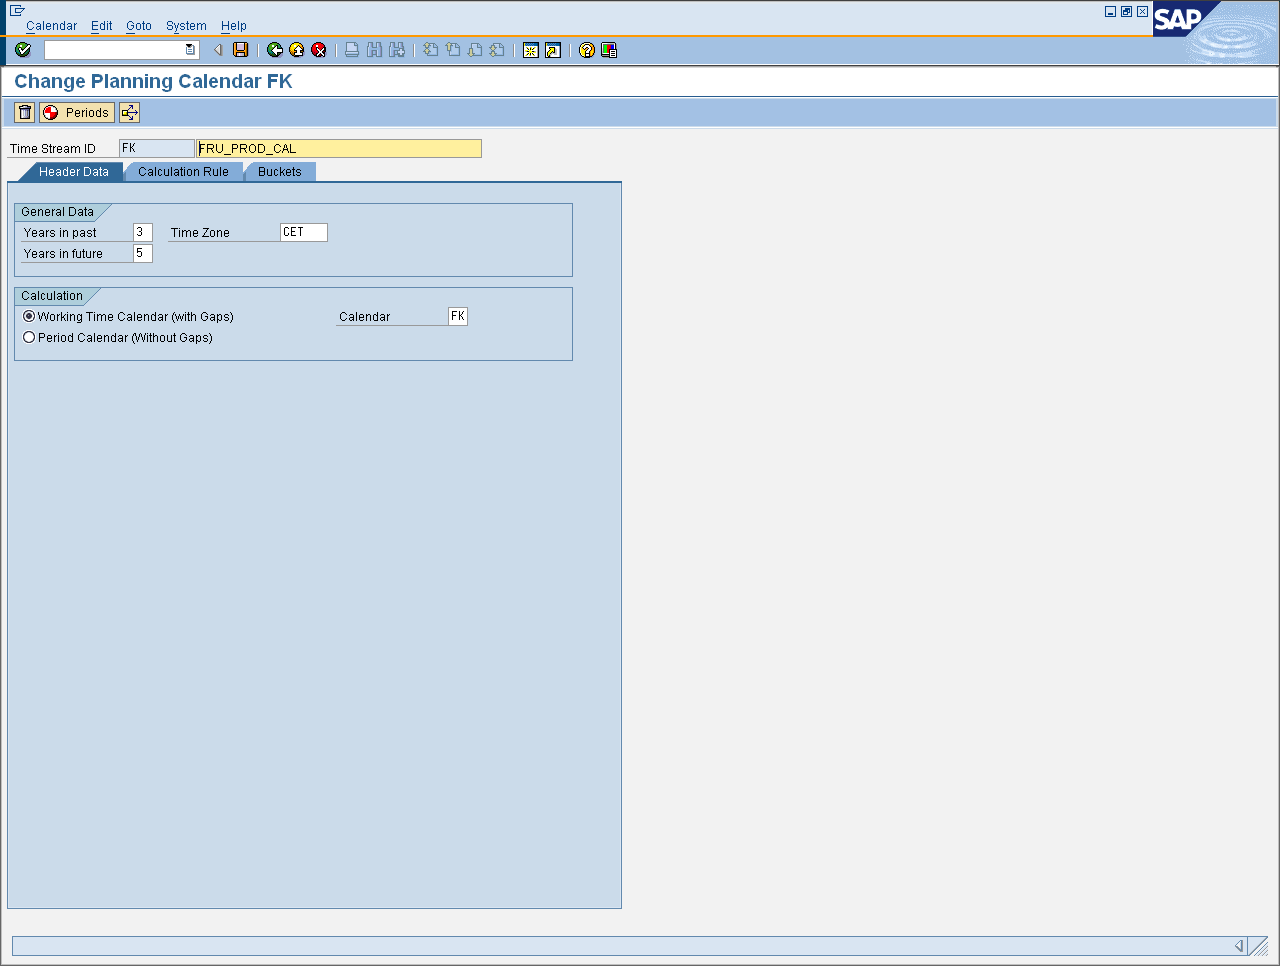 Calendar Edit Goto System Help
SAP
Change Planning Calendar FK
Periods
Time Stream ID FK FRU_PROD_CAL
Header Data Calculation Rule Buckets
General Data
Years in past 3 Time Zone CET
Years in future 5
Calculation
Working Time Calendar (with Gaps) Calendar FK
Period Calendar (Without Gaps)